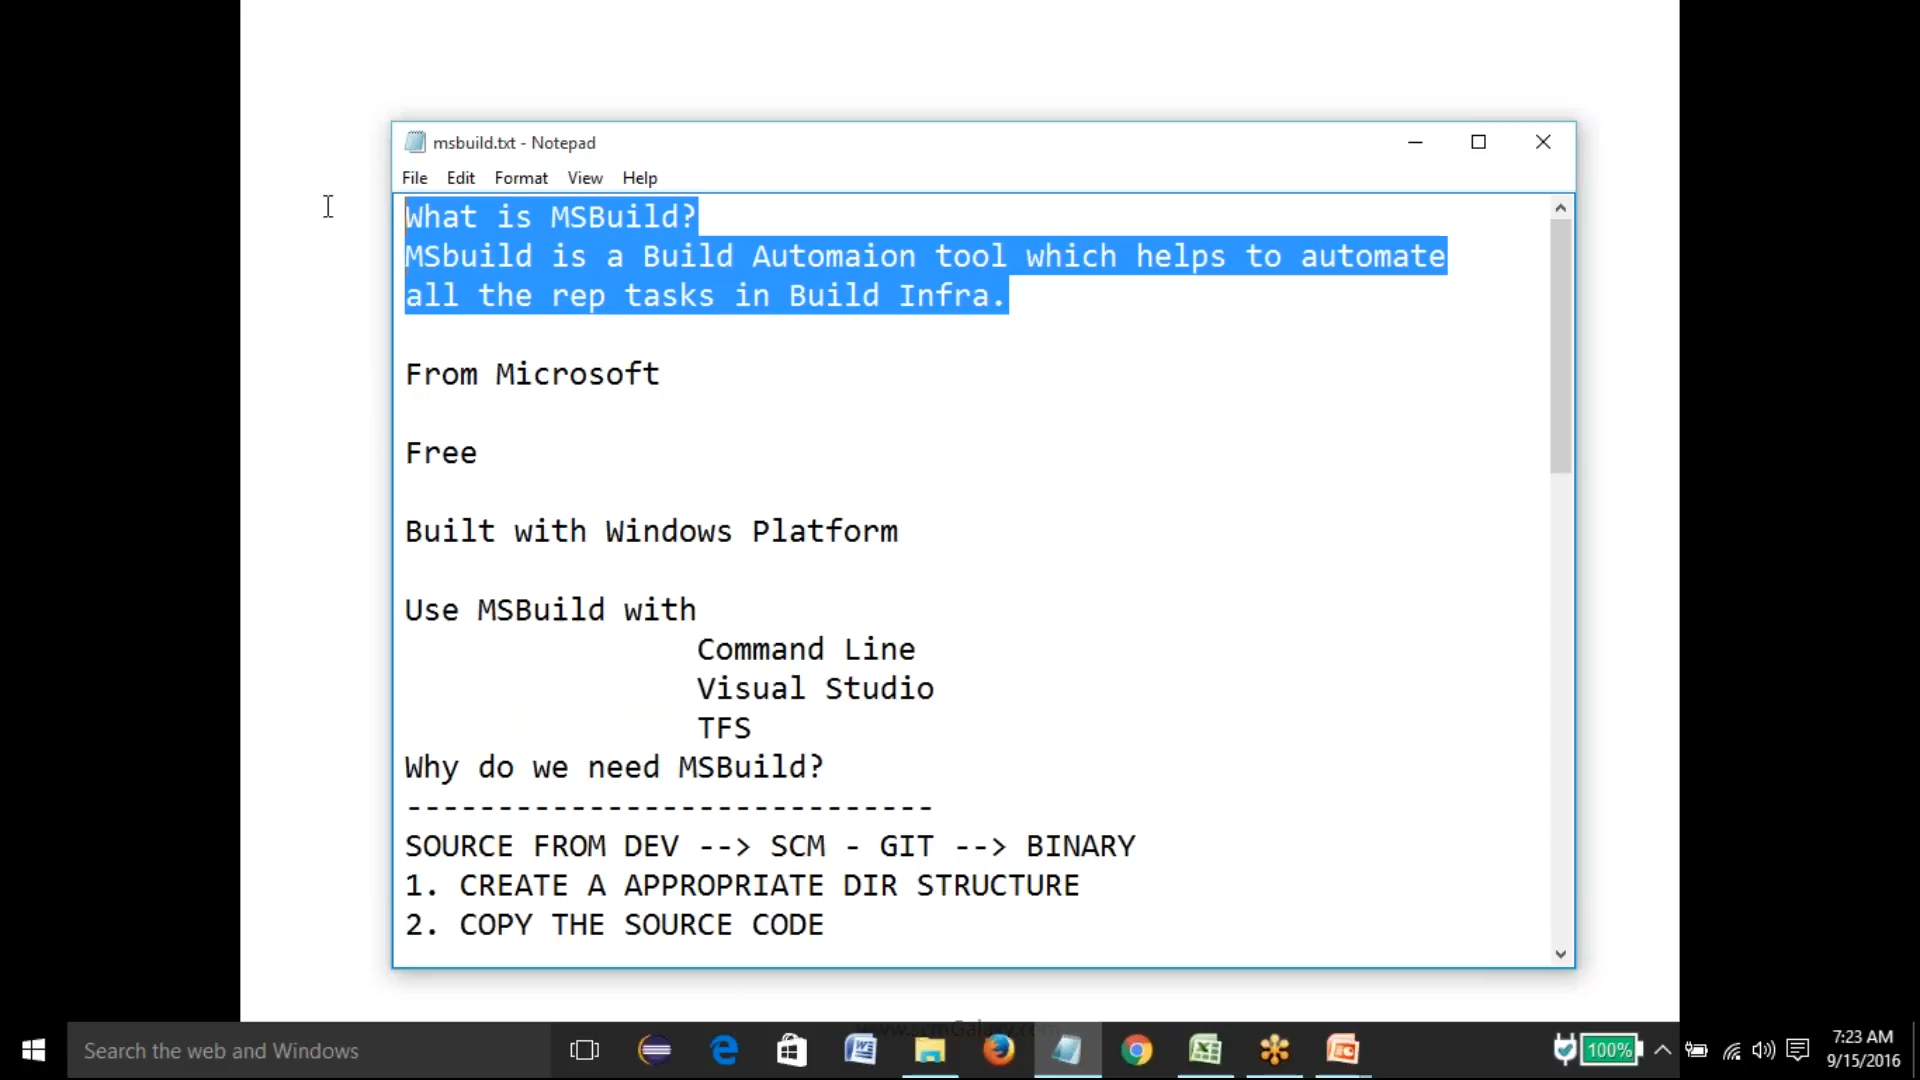 msbuild.txt - Notepad
File Edit Format View Help
What is MSBuild?
MSbuild is a Build Automaion tool which helps to automate
all the rep tasks in Build Infra.
From Microsoft
Free
Built with Windows Platform
Use MSBuild with
Command Line
Visual Studio
TFS
Why do we need MSBuild?
-----------------------------
SOURCE FROM DEV --> SCM - GIT --> BINARY
1. CREATE A APPROPRIATE DIR STRUCTURE
2. COPY THE SOURCE CODE
Search the web and Windows
100%
7:23 AM
9/15/2016